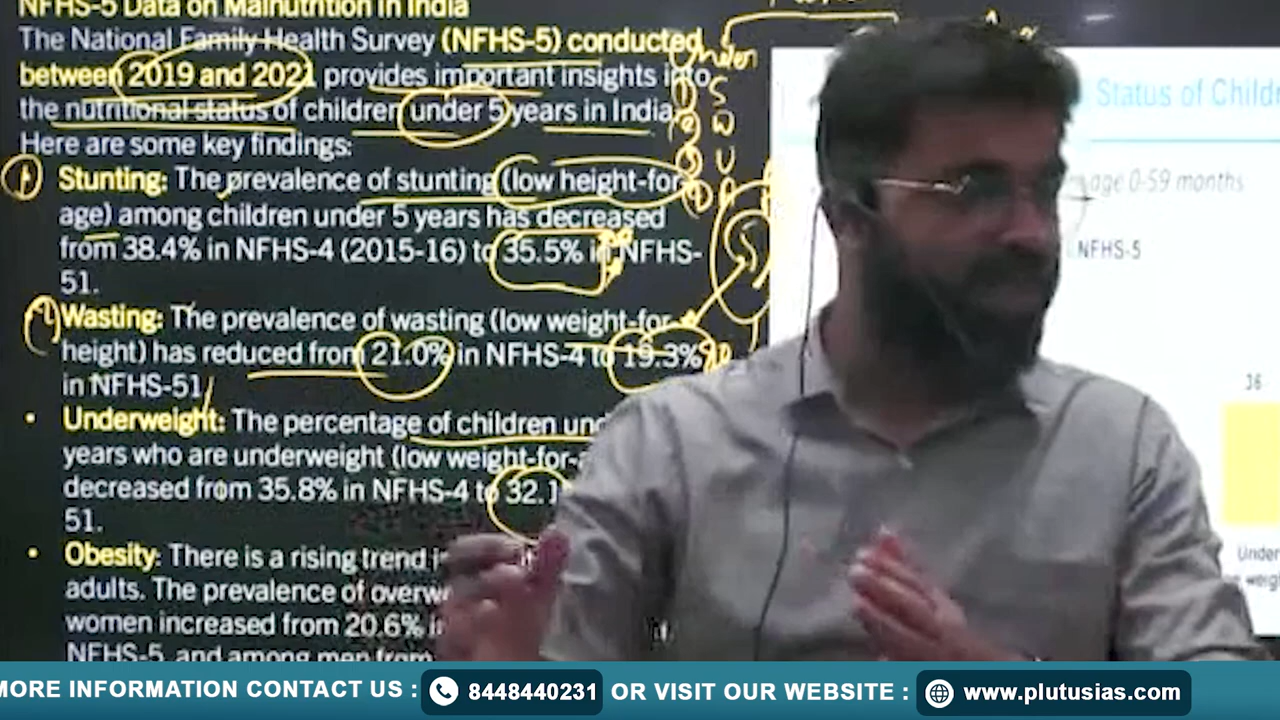 NFHS-5 Data on Malnutrition in India
The National Family Health Survey (NFHS-5) conducted
between 2019 and 2021 provides important insights into
the nutritional status of children under 5 years in India
Here are some key findings:
1 Stunting: The prevalence of stunting (low height-for-
age) among children under 5 years has decreased
from 38.4% in NFHS-4 (2015-16) to 35.5% in NFHS-
51.
Wasting: The prevalence of wasting (low weight-for-
height) has reduced from 21.0% in NFHS-4 to 19.3%
in NFHS-51
• Underweight: The percentage of children
years who are underweight (low weight-for-
decreased from 35.8% in NFHS-4 to 32.1
51.
• Obesity: There is a rising trend
adults. The prevalence of
women increased from 20.6%
NFHS-5, and among men from
Under
S
W
U
Status of
age 0-59 months
NFHS-5
36
Under
weig
MORE INFORMATION CONTACT US : 8448440231 OR VISIT OUR WEBSITE : www.plutusias.com